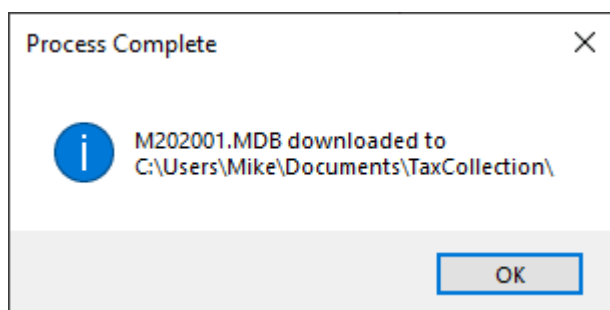 Process Complete
M202001.MDB downloaded to
C:\Users\Mike\Documents\TaxCollection\
OK